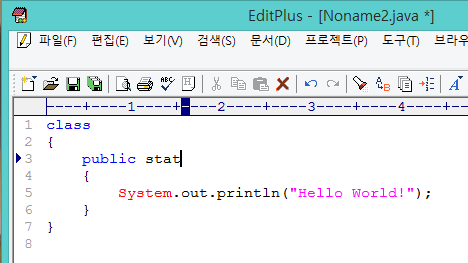 EditPlus - [Noname2.java *]
파일(F) 편집(E) 보기(V) 검색(S) 문서(D) 프로젝트(P) 도구(T) 브라우
ABC A B A
----+----1----+----2----+----3----+----4----+--
1 class
2 {
3 public stat
4 {
5 System.out.println("Hello World!");
6 }
7 }
8